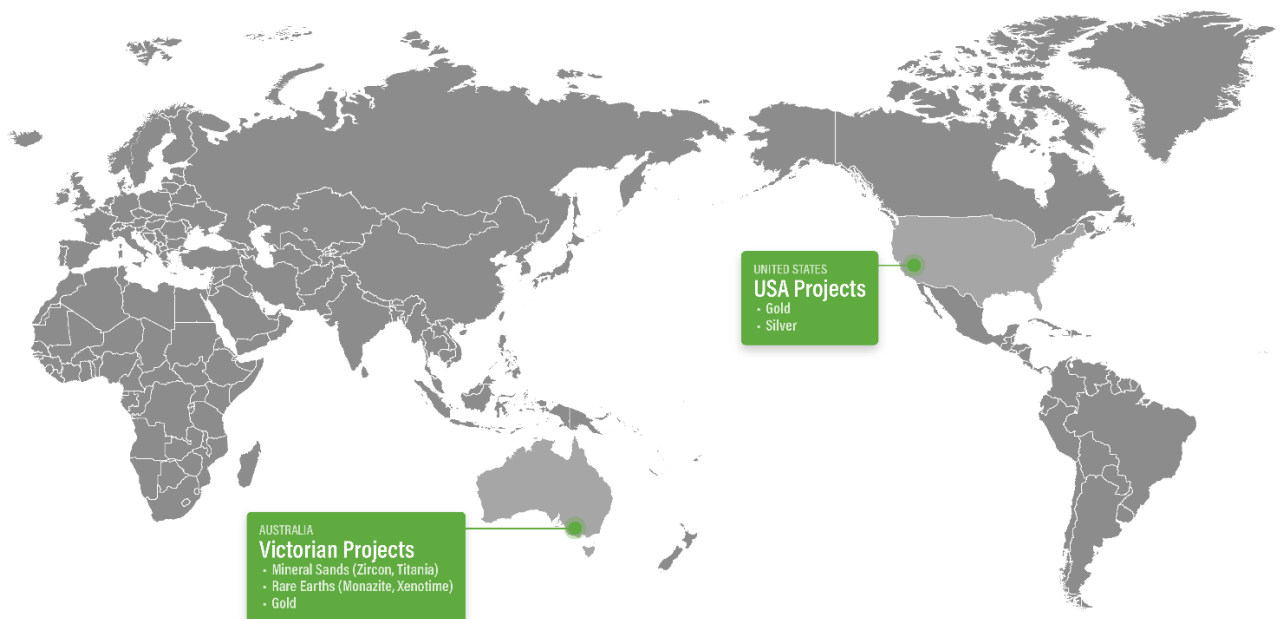 UNITED STATES
USA Projects
• Gold
• Silver
AUSTRALIA
Victorian Projects
• Mineral Sands (Zircon, Titania)
• Rare Earths (Monazite, Xenotime)
• Gold